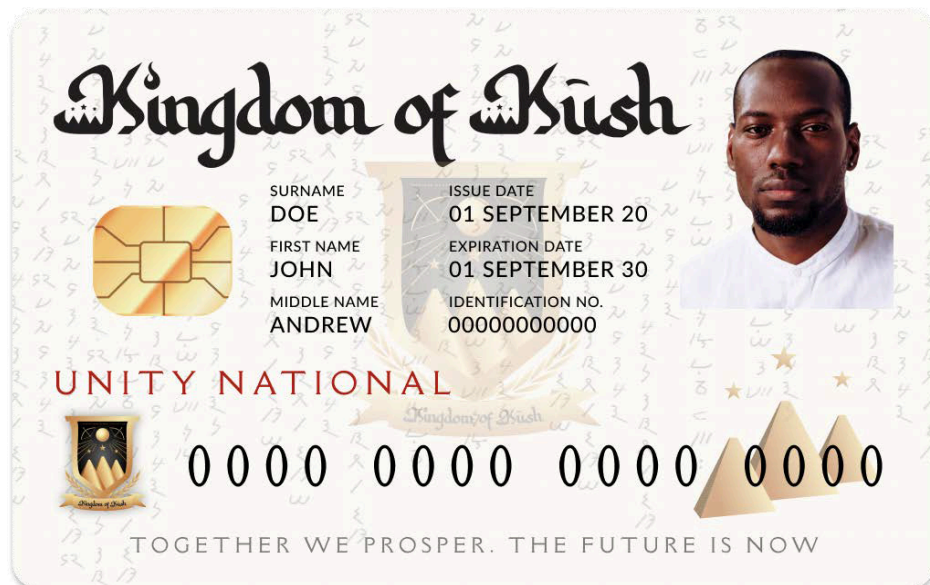 Kingdom of Kush
SURNAME
DOE
ISSUE DATE
01 SEPTEMBER 20
FIRST NAME
JOHN
EXPIRATION DATE
01 SEPTEMBER 30
MIDDLE NAME
ANDREW
IDENTIFICATION NO.
00000000000
Kingdom of Kush
UNITY NATIONAL
Kingdom of Kush
0000 0000 0000 0000
TOGETHER WE PROSPER. THE FUTURE IS NOW